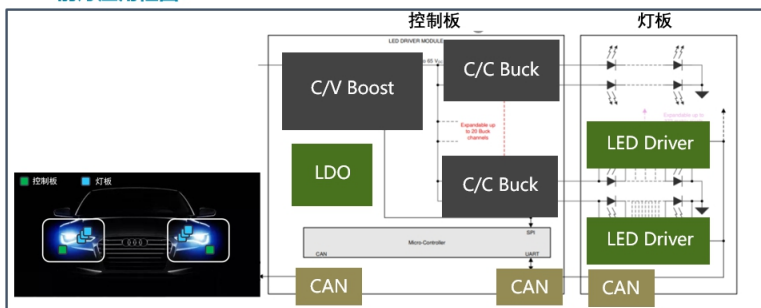 控制板
灯板
LED DRIVER MODULE
C/V Boost
C/C Buck
Expandable up
to 20 Buck
channels
LDO
C/C Buck
LED Driver
LED Driver
控制板
灯板
SPI
Micro-Controller
CAN
UART
CAN
CAN
CAN